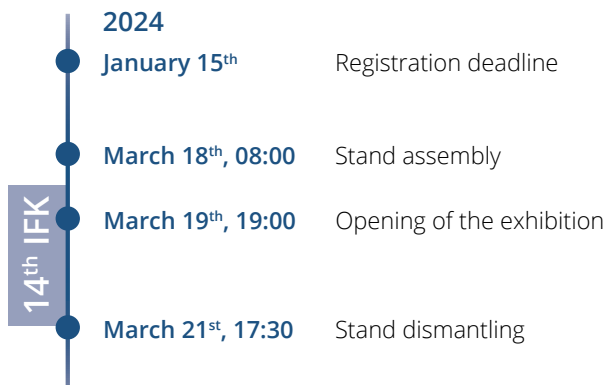 2024
January 15th Registration deadline
March 18th, 08:00 Stand assembly
14th IFK
March 19th, 19:00 Opening of the exhibition
March 21st, 17:30 Stand dismantling